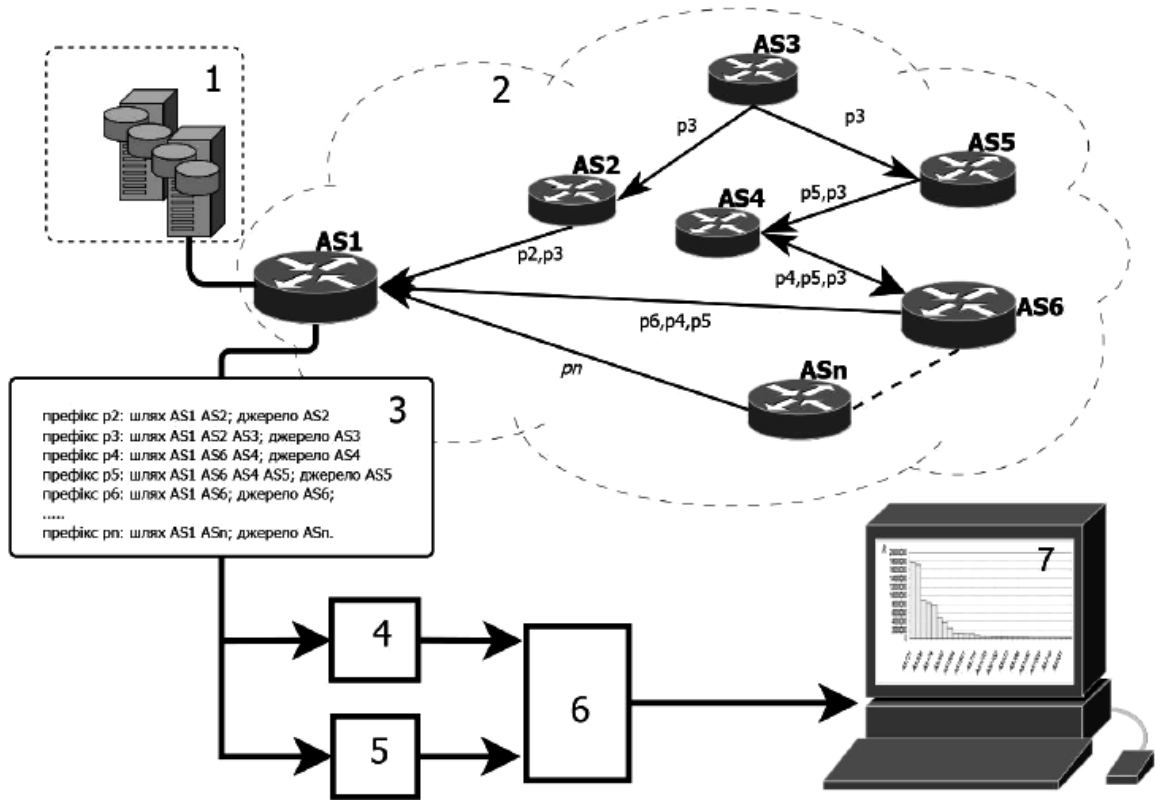 1
2
AS3
p3
p3
AS5
AS2
AS4
p5,p3
AS1
p2,p3
p4,p5,p3
AS6
p6,p4,p5
pn
ASn
3
префікс p2: шлях AS1 AS2; джерело AS2
префікс p3: шлях AS1 AS2 AS3; джерело AS3
префікс p4: шлях AS1 AS6 AS4; джерело AS4
префікс p5: шлях AS1 AS6 AS4 AS5; джерело AS5
префікс p6: шлях AS1 AS6; джерело AS6;
.....
префікс pn: шлях AS1 ASn; джерело ASn.
7
4
6
5